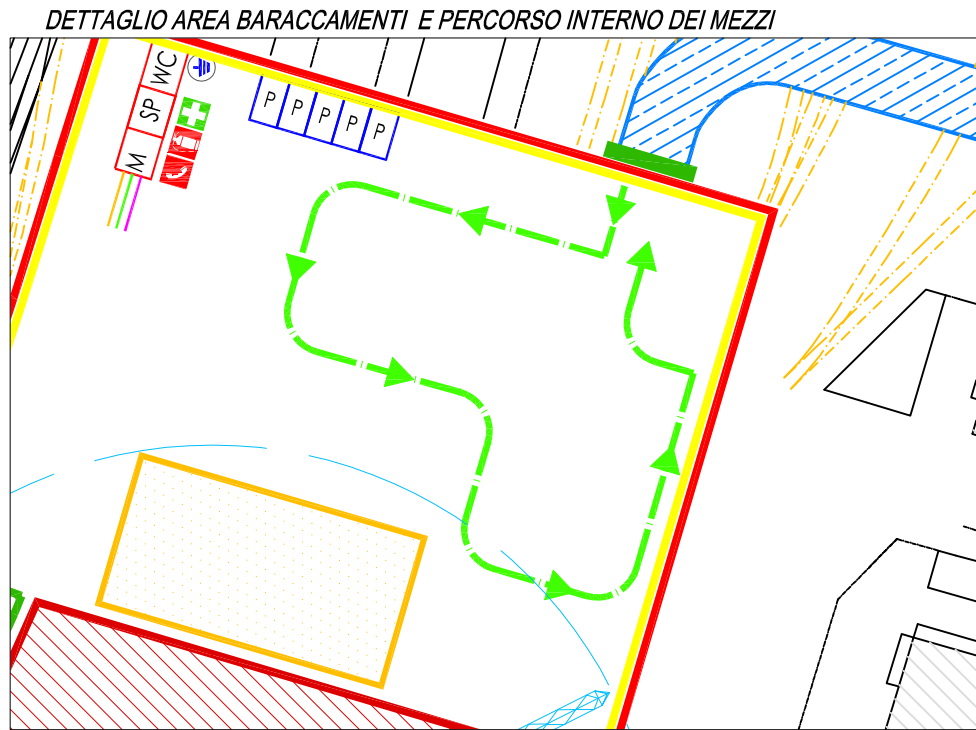 DETTAGLIO AREA BARACCAMENTI E PERCORSO INTERNO DEI MEZZI
WC
SP
M
P P P P P